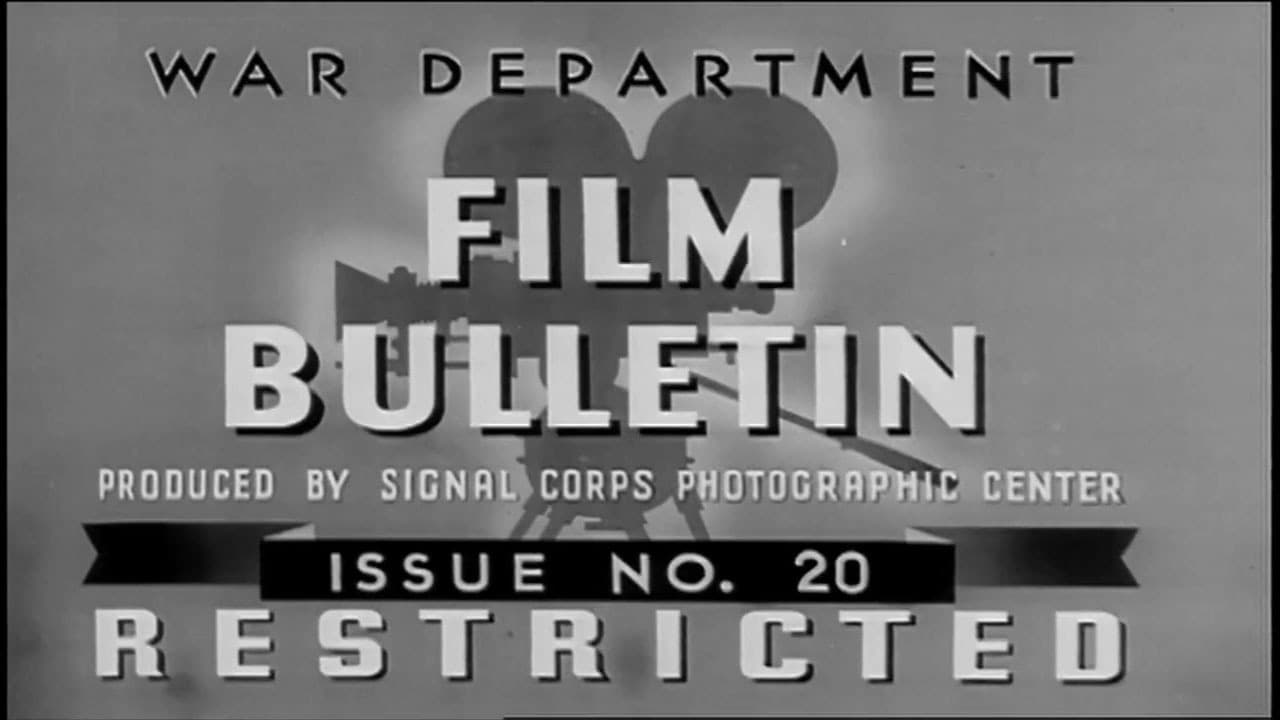 WAR DEPARTMENT
FILM
BULLETIN
PRODUCED BY SIGNAL CORPS PHOTOGRAPHIC CENTER
ISSUE NO. 20
RESTRICTED